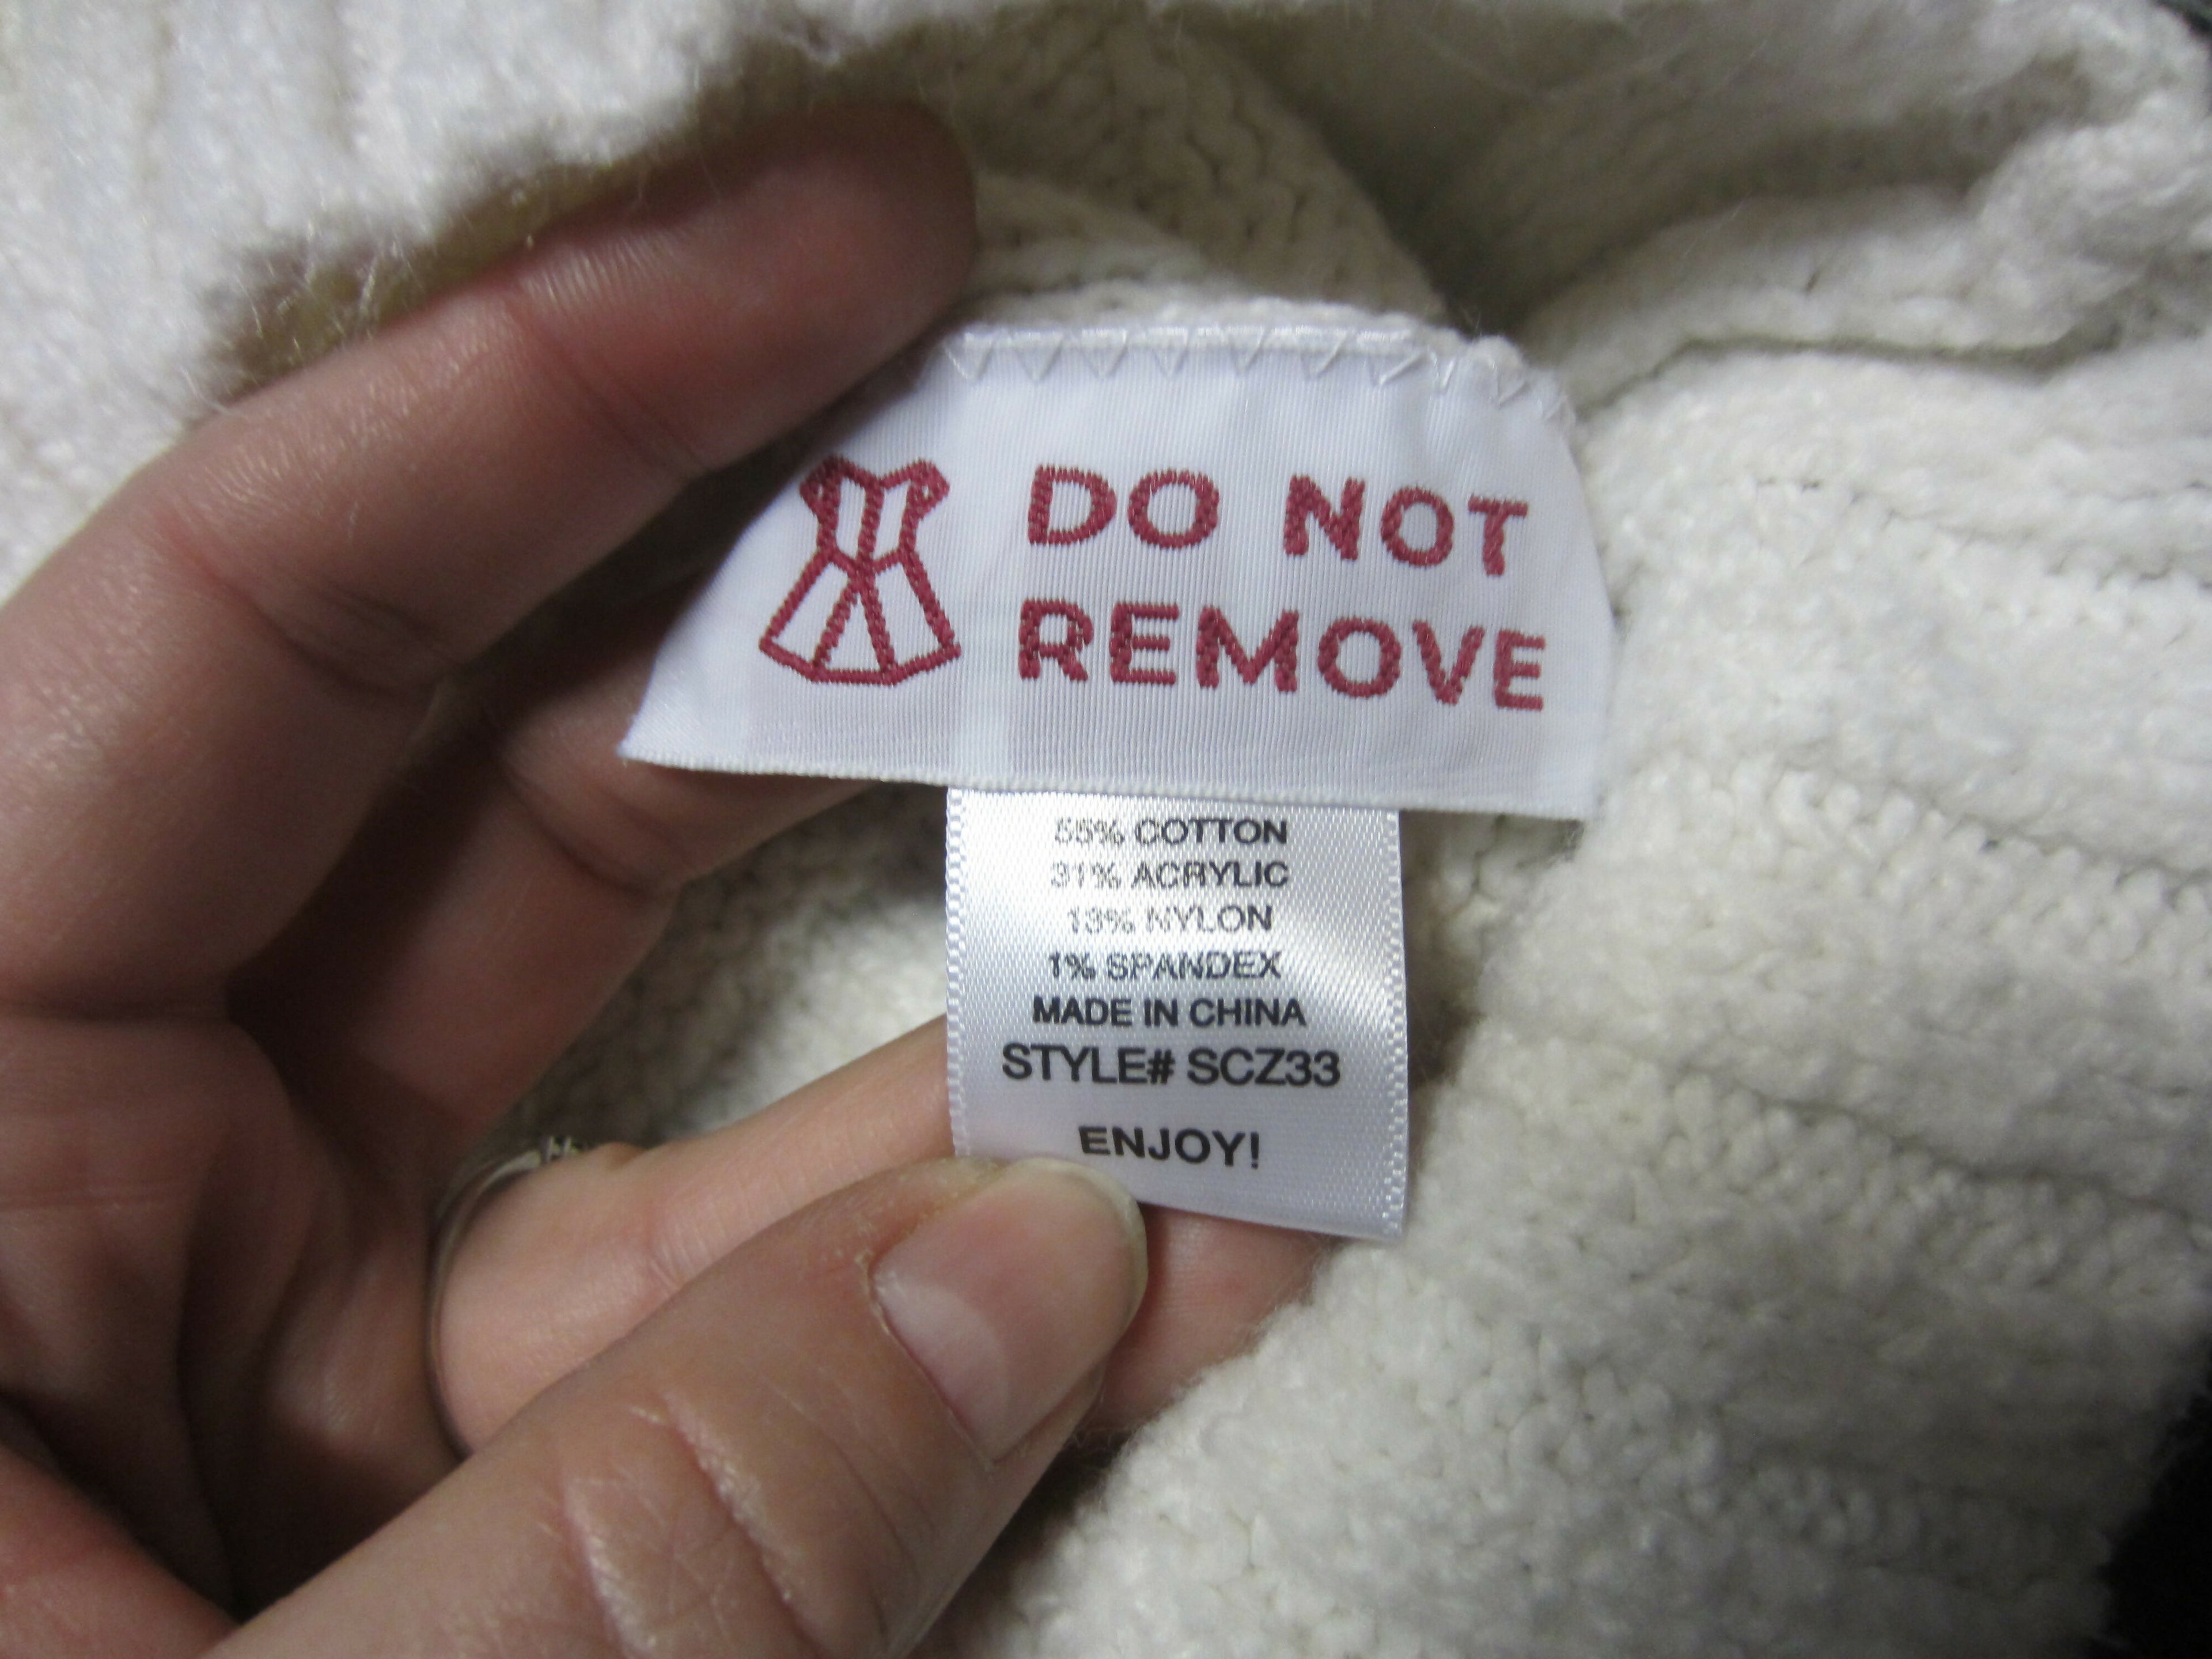 DO NOT
REMOVE
55% COTTON
31% ACRYLIC
13% NYLON
1% SPANDEX
MADE IN CHINA
STYLE# SCZ33
ENJOY!